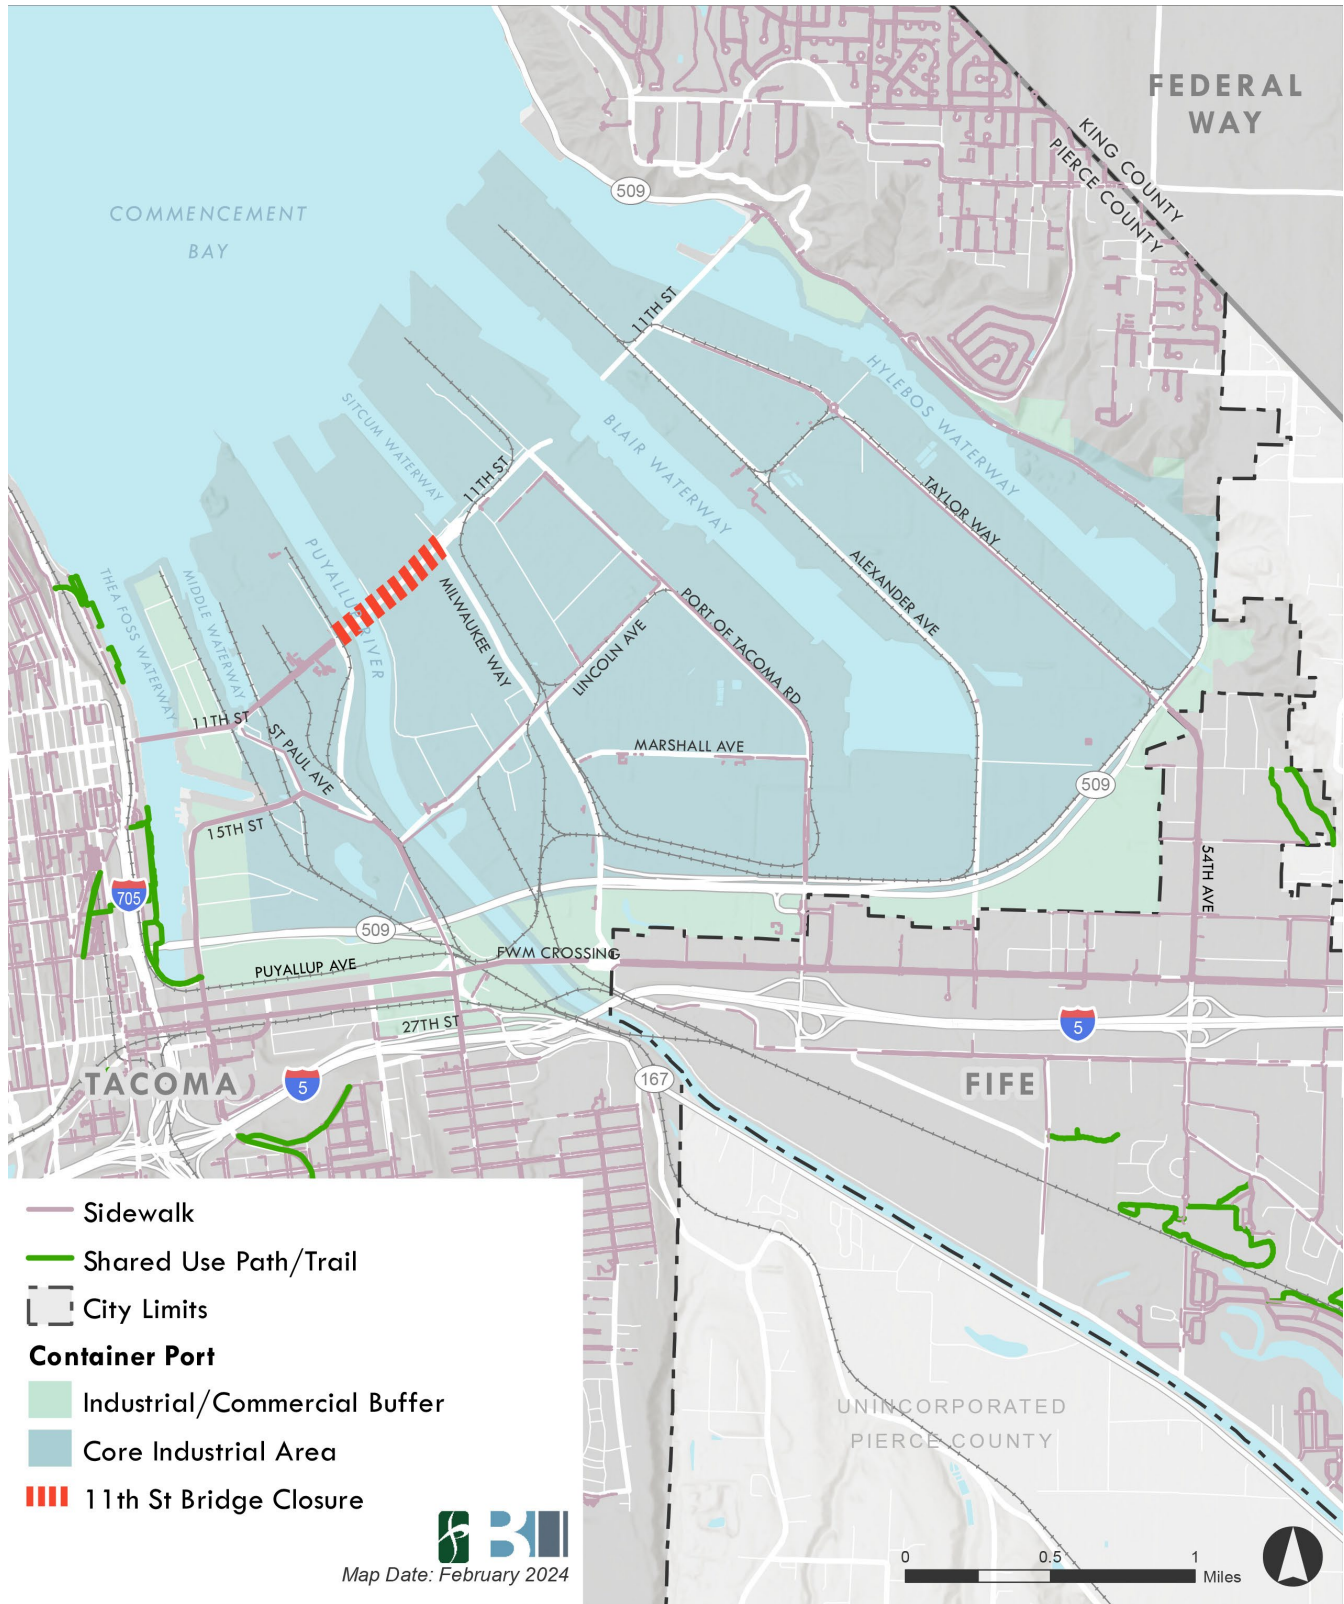 FEDERAL
WAY
KING COUNTY
PIERCE COUNTY
509
COMMENCEMENT
BAY
11TH ST
HYLEBOS WATERWAY
SITCUM WATERWAY
BLAIR WATERWAY
11TH ST
TAYLOR WAY
PUYALLUP RIVER
ALEXANDER AVE
THEA FOSS WATERWAY
MIDDLE WATERWAY
MILWAUKEE WAY
PORT OF TACOMA RD
LINCOLN AVE
11TH ST
ST PAUL AVE
MARSHALL AVE
509
15TH ST
54TH AVE
705
509
FWM CROSSING
PUYALLUP AVE
27TH ST
5
TACOMA
5
167
FIFE
Sidewalk
Shared Use Path/Trail
City Limits
Container Port
Industrial/Commercial Buffer
Core Industrial Area
11th St Bridge Closure
Map Date: February 2024
UNINCORPORATED
PIERCE COUNTY
0 0.5 1
Miles